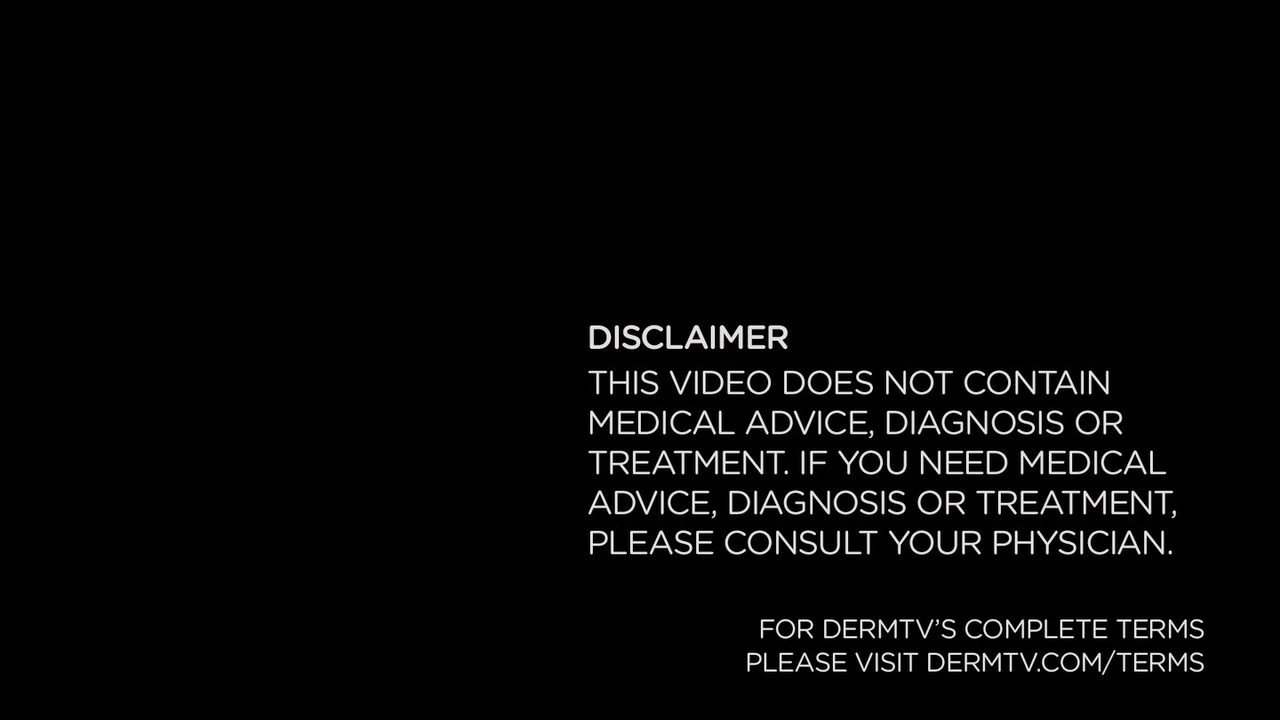 DISCLAIMER
THIS VIDEO DOES NOT CONTAIN
MEDICAL ADVICE, DIAGNOSIS OR
TREATMENT. IF YOU NEED MEDICAL
ADVICE, DIAGNOSIS OR TREATMENT,
PLEASE CONSULT YOUR PHYSICIAN.
FOR DERMTV’S COMPLETE TERMS
PLEASE VISIT DERMTV.COM/TERMS